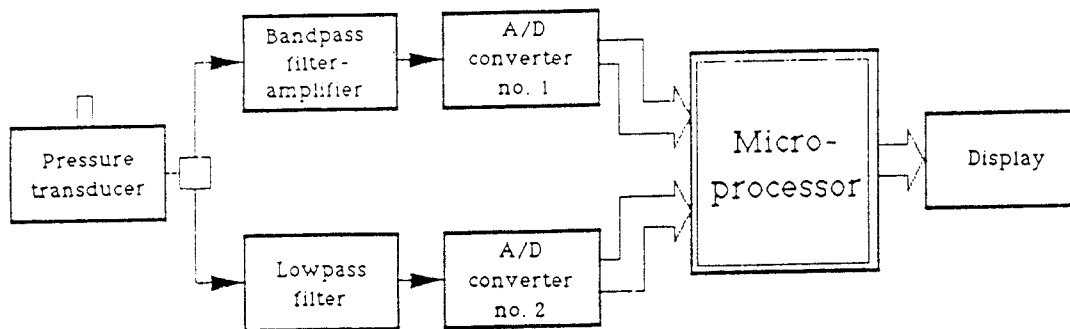 Pressure
transducer
Bandpass
filter-
amplifier
A/D
converter
no. 1
Lowpass
filter
A/D
converter
no. 2
Micro-
processor
Display